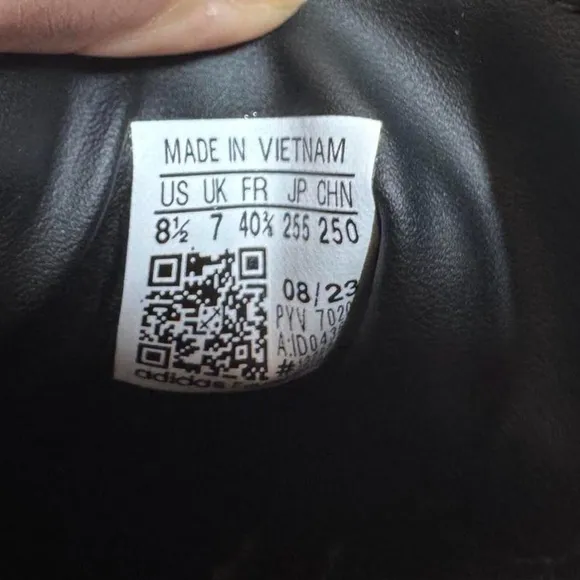 MADE IN VIETNAM
US UK FR JP CHN
8½ 7 40⅔ 255 250
08/23
PYV
adidas